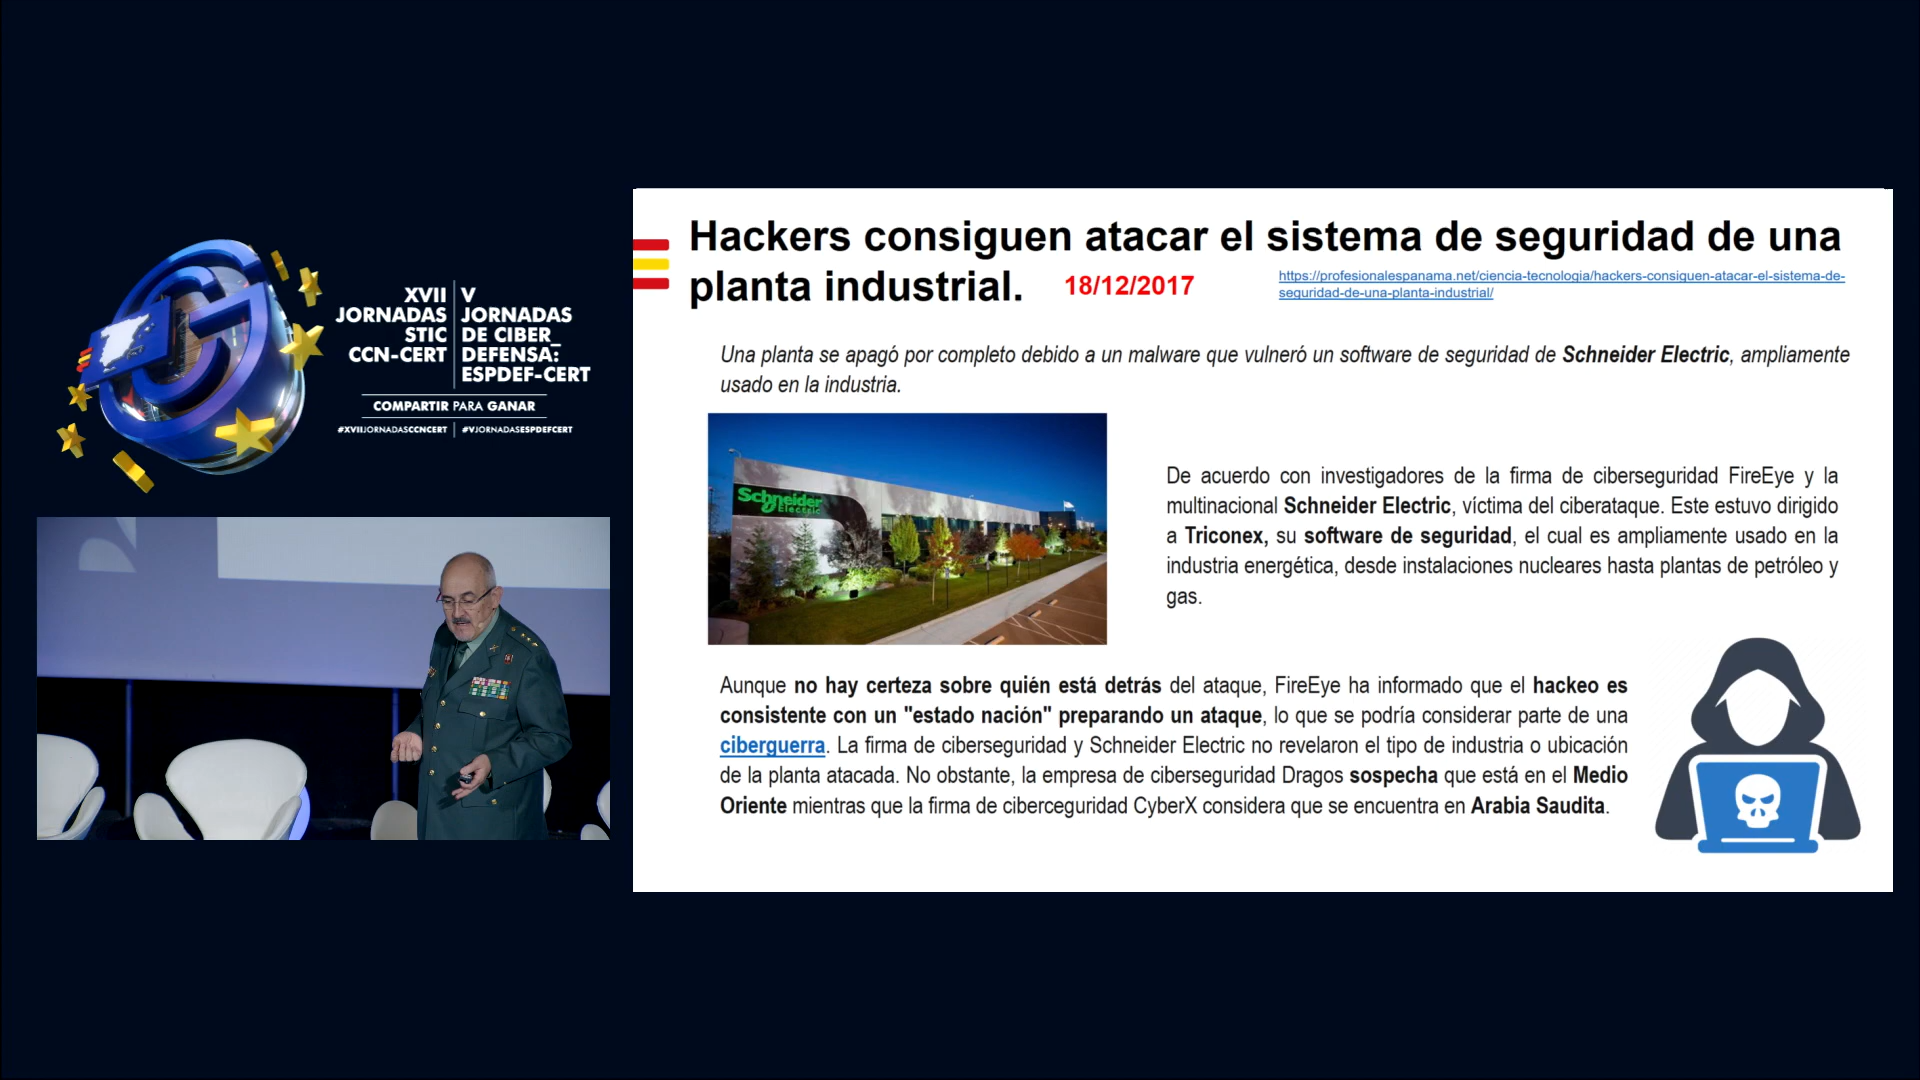 XVII
JORNADAS
STIC
CCN-CERT
V
JORNADAS
DE CIBER_
DEFENSA:
ESPDEF-CERT
COMPARTIR PARA GANAR
#XVIIJORNADASCCNCERT
#VJORNADASESPDEFCERT
Hackers consiguen atacar el sistema de seguridad de una
planta industrial.
18/12/2017
https://profesionalespanama.net/ciencia-tecnologia/hackers-consiguen-atacar-el-sistema-de-
seguridad-de-una-planta-industrial/
Una planta se apagó por completo debido a un malware que vulneró un software de seguridad de Schneider Electric, ampliamente
usado en la industria.
Schneider
Electric
De acuerdo con investigadores de la firma de ciberseguridad FireEye y la
multinacional Schneider Electric, víctima del ciberataque. Este estuvo dirigido
a Triconex, su software de seguridad, el cual es ampliamente usado en la
industria energética, desde instalaciones nucleares hasta plantas de petróleo y
gas.
Aunque no hay certeza sobre quién está detrás del ataque, FireEye ha informado que el hackeo es
consistente con un "estado nación" preparando un ataque, lo que se podría considerar parte de una
ciberguerra. La firma de ciberseguridad y Schneider Electric no revelaron el tipo de industria o ubicación
de la planta atacada. No obstante, la empresa de ciberseguridad Dragos sospecha que está en el Medio
Oriente mientras que la firma de ciberceguridad CyberX considera que se encuentra en Arabia Saudita.